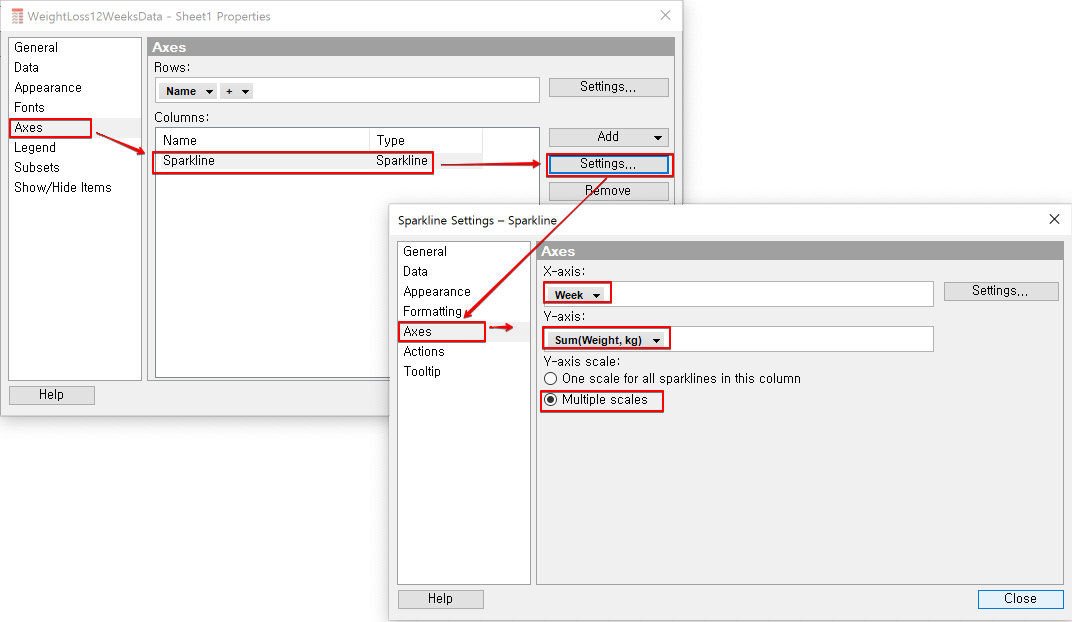 WeightLoss12WeeksData - Sheet1 Properties
General
Data
Appearance
Fonts
Axes
Legend
Subsets
Show/Hide Items
Help
Axes
Rows:
Name +
Settings...
Columns:
Name Type
Sparkline Sparkline
Add
Settings...
Remove
Sparkline Settings – Sparkline
General
Data
Appearance
Formatting
Axes
Actions
Tooltip
Help
Axes
X-axis:
Week
Settings...
Y-axis:
Sum(Weight, kg)
Y-axis scale:
One scale for all sparklines in this column
Multiple scales
Close